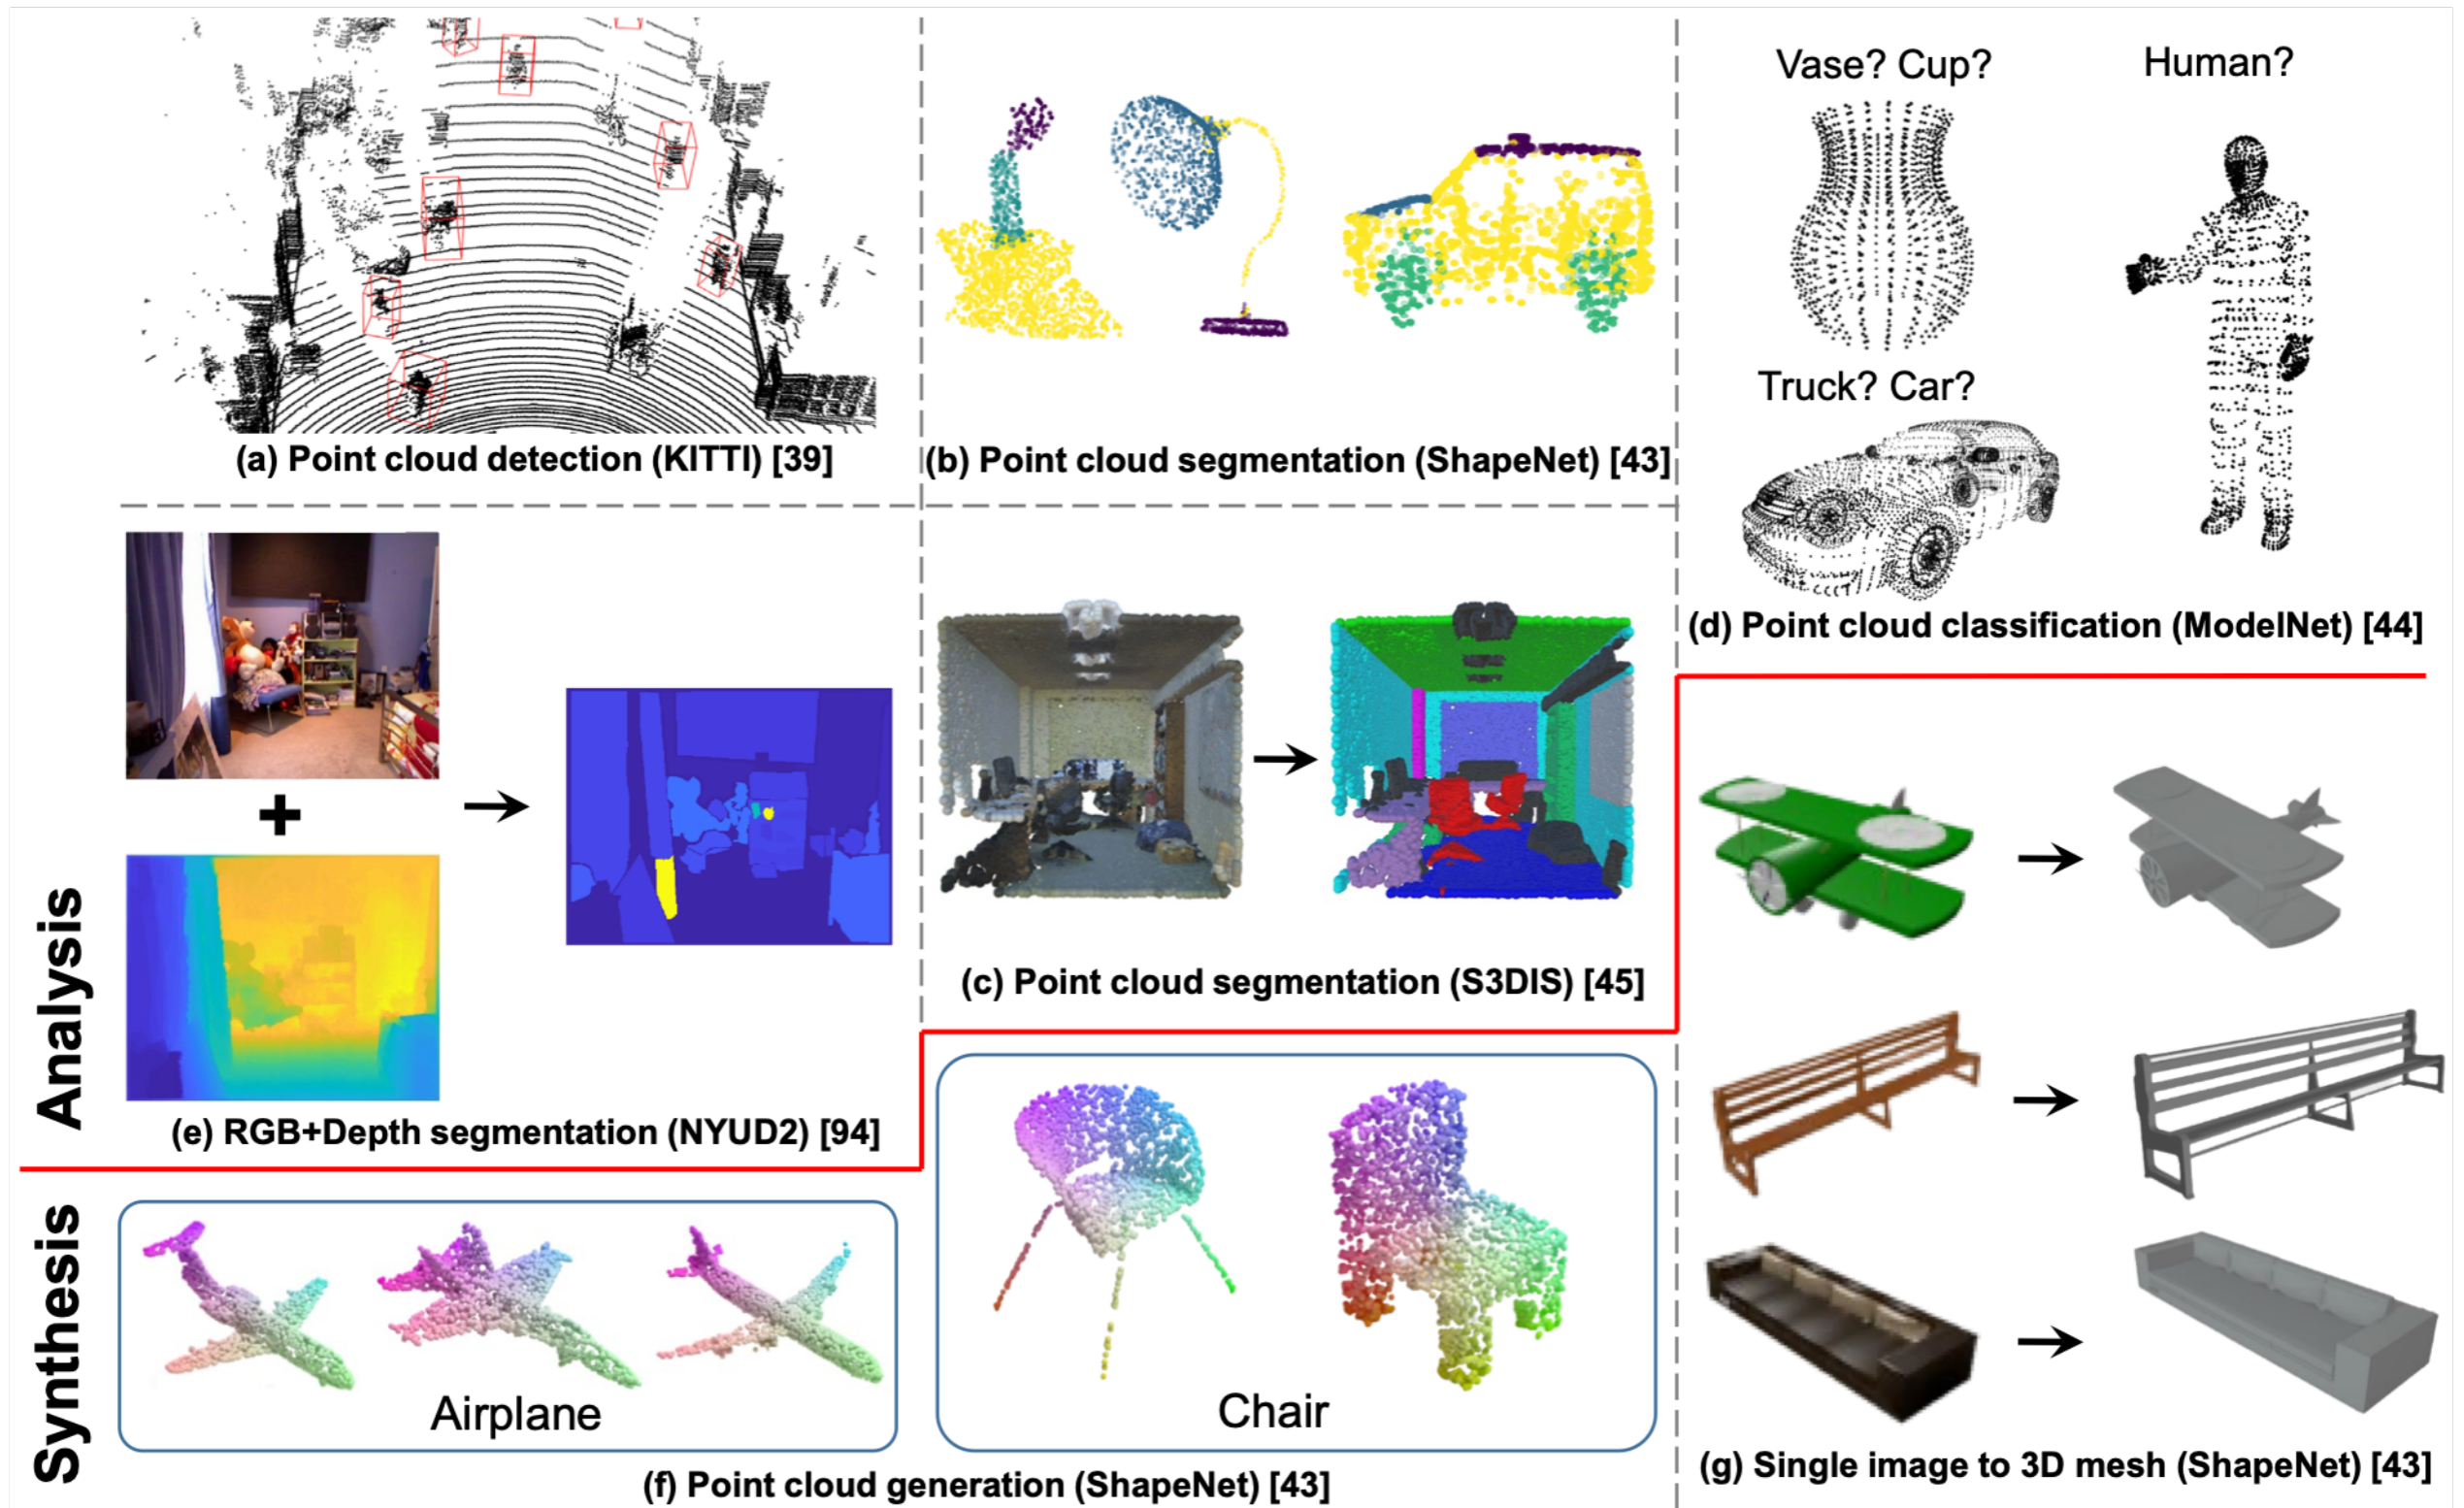 Vase? Cup?
Human?
Truck? Car?
(a) Point cloud detection (KITTI) [39]
(b) Point cloud segmentation (ShapeNet) [43]
(d) Point cloud classification (ModelNet) [44]
(c) Point cloud segmentation (S3DIS) [45]
Analysis
(e) RGB+Depth segmentation (NYUD2) [94]
Synthesis
Airplane
Chair
(f) Point cloud generation (ShapeNet) [43]
(g) Single image to 3D mesh (ShapeNet) [43]